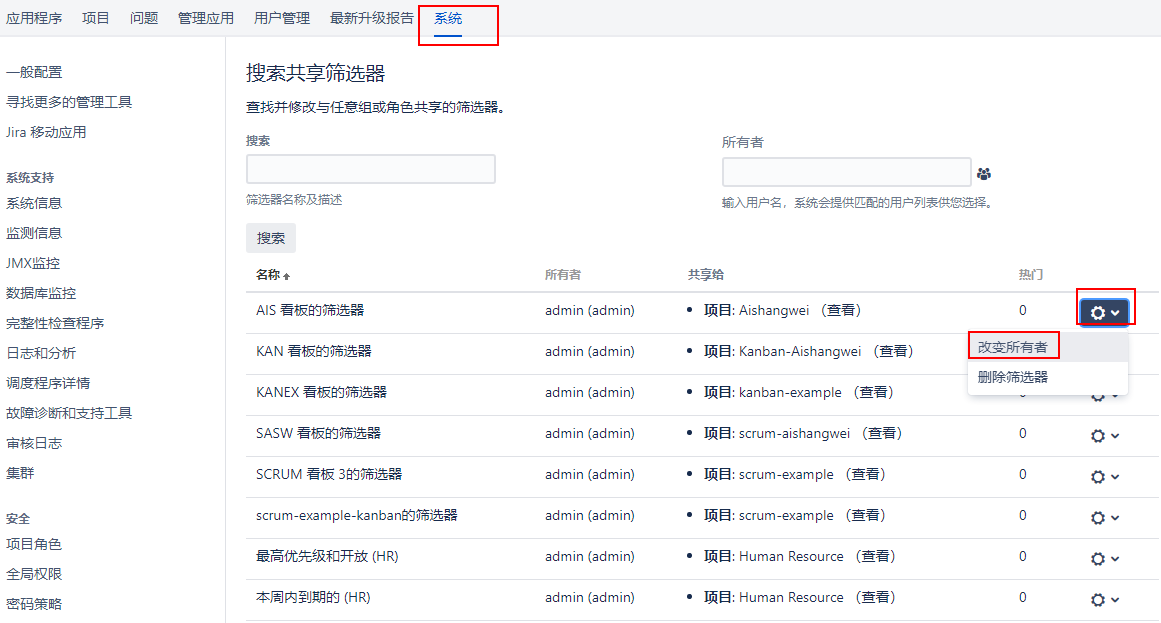 应用程序 项目 问题 管理应用 用户管理 最新升级报告 系统
一般配置
寻找更多的管理工具
Jira 移动应用
系统支持
系统信息
监测信息
JMX监控
数据库监控
完整性检查程序
日志和分析
调度程序详情
故障诊断和支持工具
审核日志
集群
安全
项目角色
全局权限
密码策略
搜索共享筛选器
查找并修改与任意组或角色共享的筛选器。
搜索
筛选器名称及描述
所有者
输入用户名，系统会提供匹配的用户列表供您选择。
搜索
名称 所有者 共享给 热门
AIS 看板的筛选器 admin (admin) • 项目: Aishangwei （查看） 0
改变所有者
删除筛选器
KAN 看板的筛选器 admin (admin) • 项目: Kanban-Aishangwei （查看）
KANEX 看板的筛选器 admin (admin) • 项目: kanban-example （查看）
SASW 看板的筛选器 admin (admin) • 项目: scrum-aishangwei （查看） 0
SCRUM 看板 3的筛选器 admin (admin) • 项目: scrum-example （查看） 0
scrum-example-kanban的筛选器 admin (admin) • 项目: scrum-example （查看） 0
最高优先级和开放 (HR) admin (admin) • 项目: Human Resource （查看） 0
本周内到期的 (HR) admin (admin) • 项目: Human Resource （查看） 0